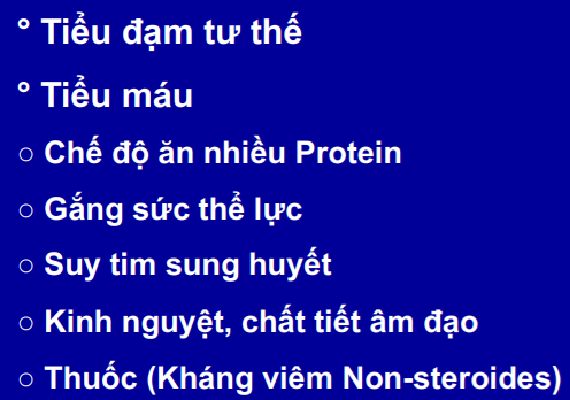 ° Tiểu đạm tư thế
° Tiểu máu
○ Chế độ ăn nhiều Protein
○ Gắng sức thể lực
○ Suy tim sung huyết
○ Kinh nguyệt, chất tiết âm đạo
○ Thuốc (Kháng viêm Non-steroides)